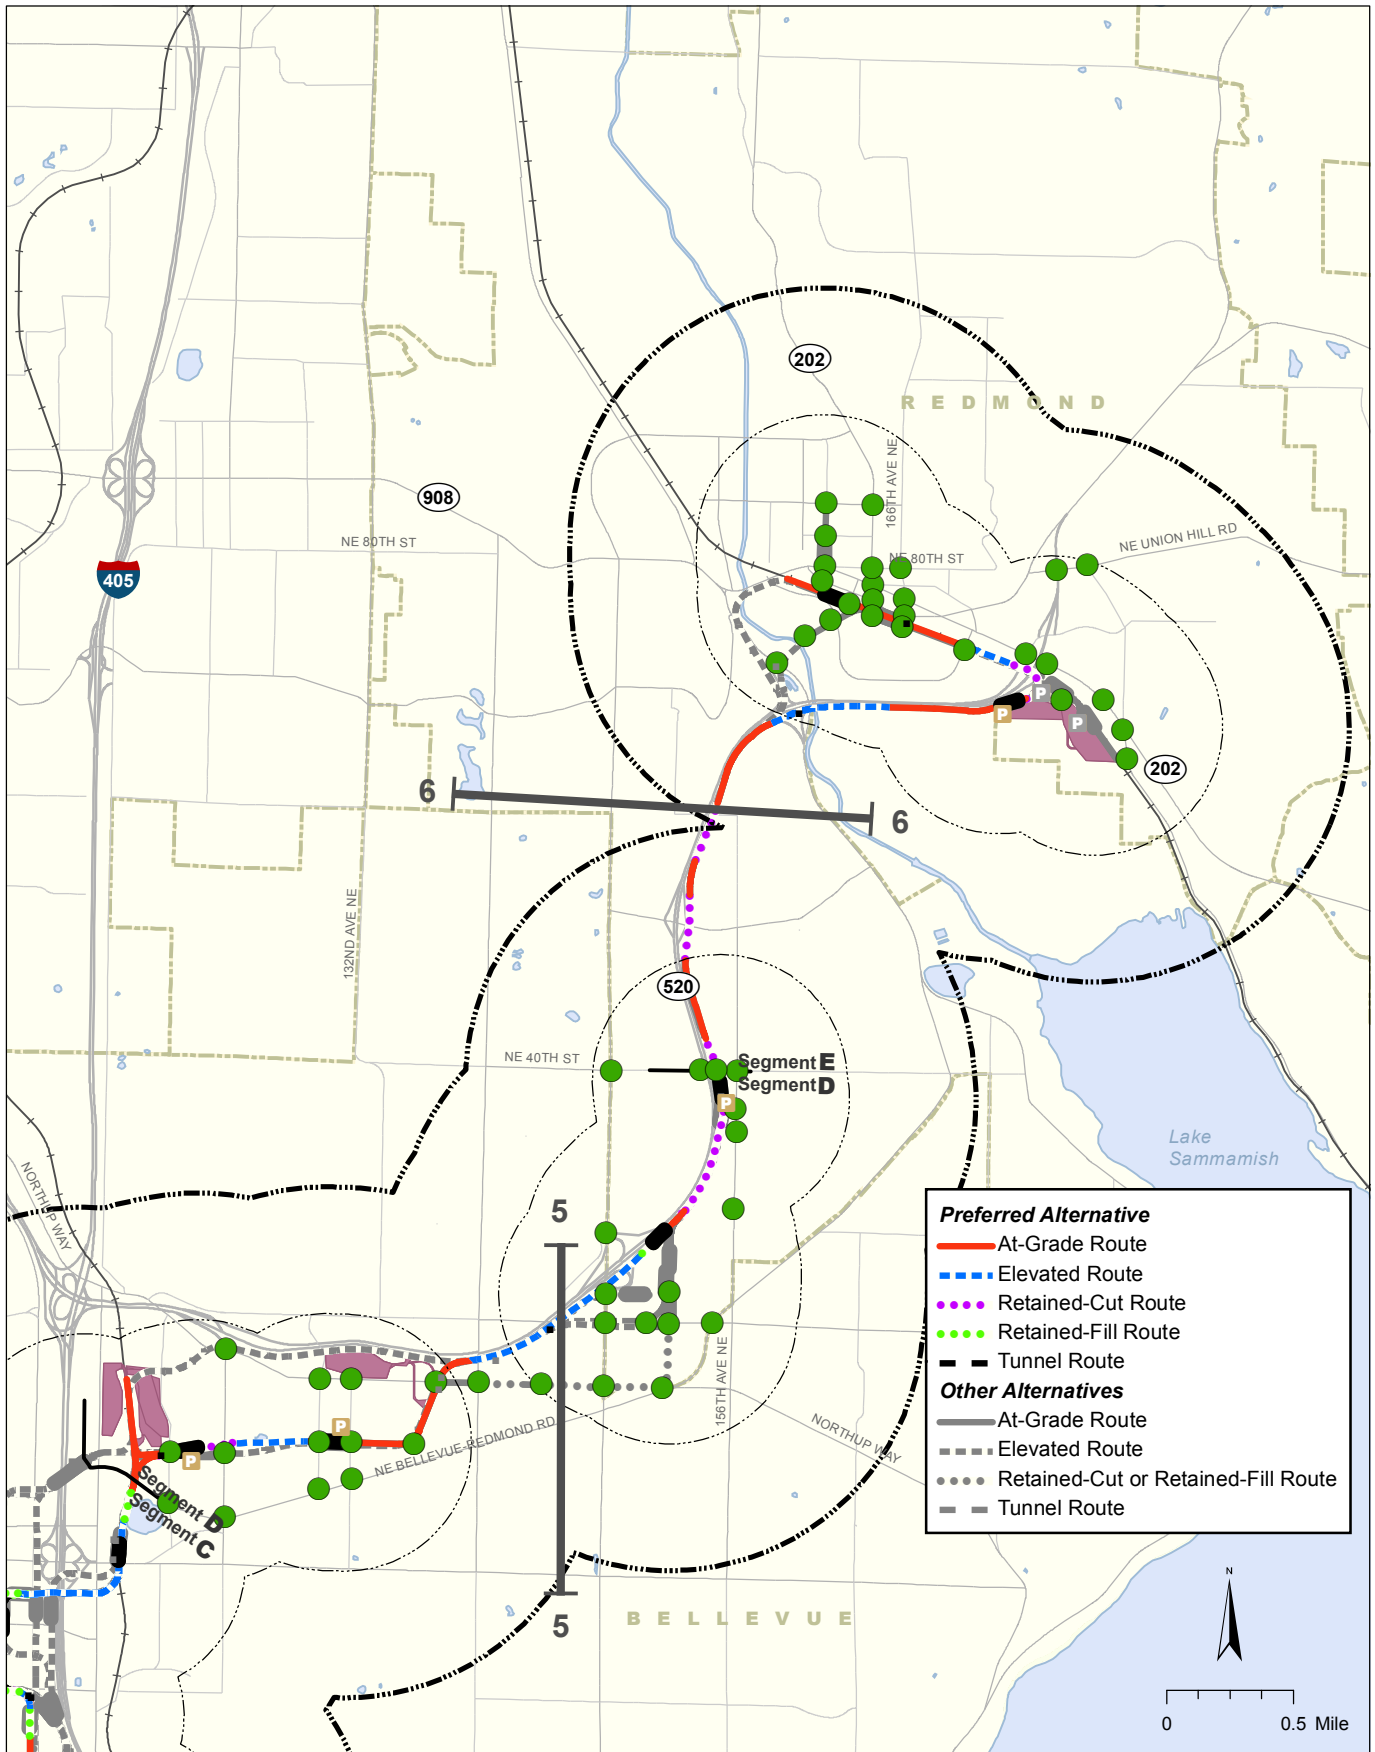 202
REDMOND
166TH AVE NE
908
NE 80TH ST
NE UNION HILL RD
NE 80TH ST
405
P
P
P
202
6
6
132ND AVE NE
520
NE 40TH ST
Segment E
Segment D
P
Lake
Sammamish
NORTHUP WAY
5
156TH AVE NE
NORTHUP WAY
NE BELLEVUE-REDMOND RD
P
P
Segment D
Segment C
5
BELLEVUE
Preferred Alternative
At-Grade Route
Elevated Route
Retained-Cut Route
Retained-Fill Route
Tunnel Route
Other Alternatives
At-Grade Route
Elevated Route
Retained-Cut or Retained-Fill Route
Tunnel Route
N
0 0.5 Mile